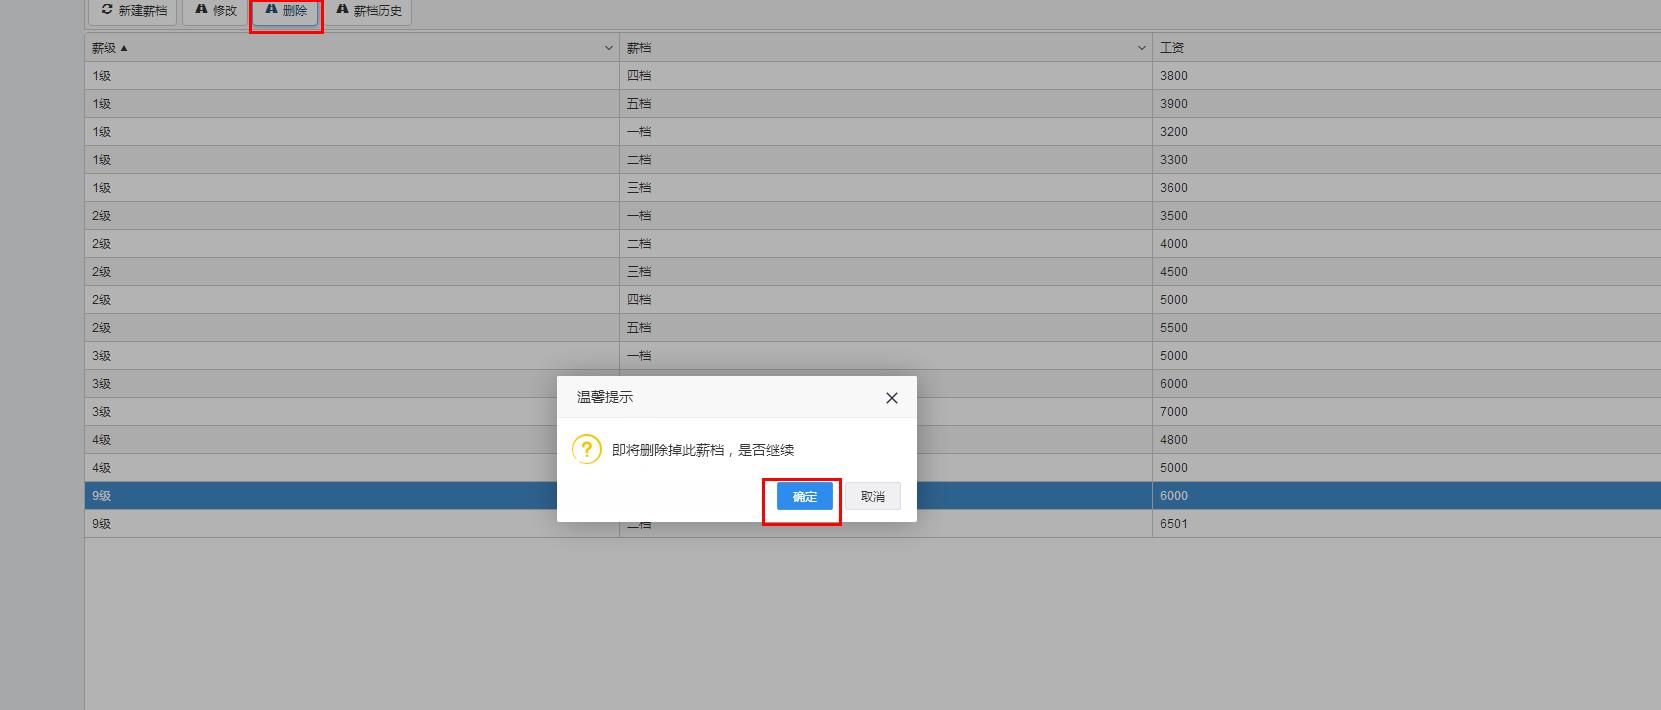 新建薪档 修改 删除 薪档历史
薪级 薪档 工资
1级 四档 3800
1级 五档 3900
1级 一档 3200
1级 二档 3300
1级 三档 3600
2级 一档 3500
2级 二档 4000
2级 三档 4500
2级 四档 5000
2级 五档 5500
3级 一档 5000
3级 6000
3级 7000
4级 4800
4级 5000
9级 6000
9级 二档 6501
温馨提示
即将删除掉此薪档，是否继续
确定 取消